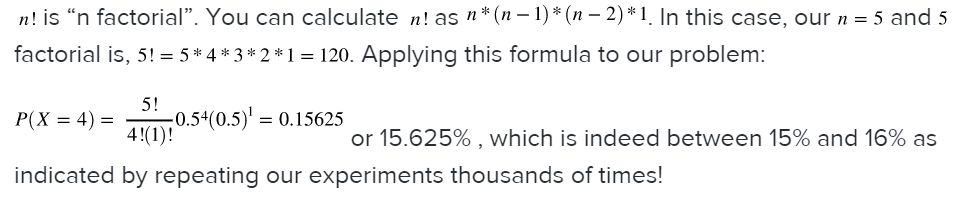 n! is “n factorial”. You can calculate n! as n * (n − 1) * (n − 2) * 1. In this case, our n = 5 and 5
factorial is, 5! = 5 * 4 * 3 * 2 * 1 = 120. Applying this formula to our problem:
P(X = 4) = 5!/4!(1)! 0.5⁴(0.5)¹ = 0.15625
or 15.625% , which is indeed between 15% and 16% as
indicated by repeating our experiments thousands of times!